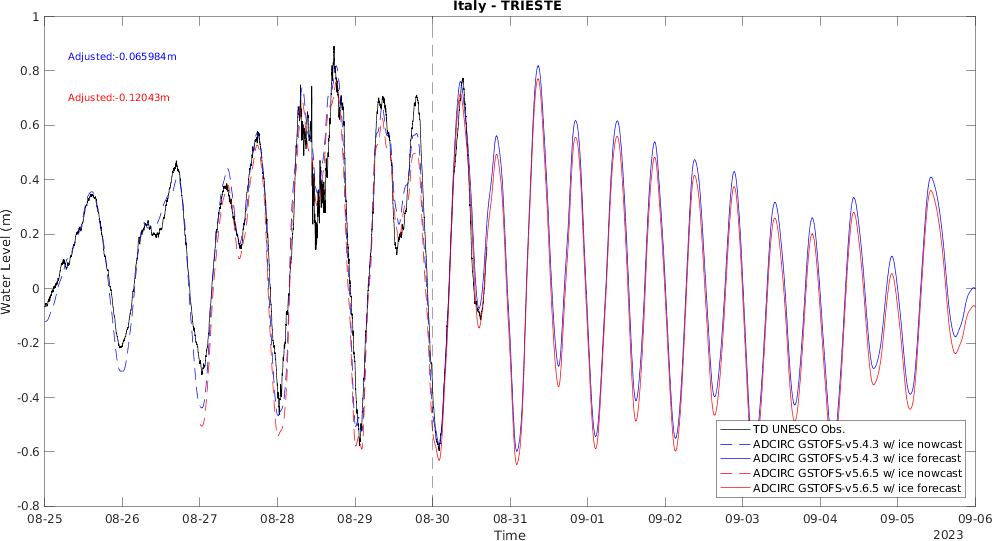 Italy - TRIESTE
1
Adjusted:-0.065984m
0.8
Adjusted:-0.12043m
0.6
0.4
0.2
0
-0.2
-0.4
-0.6
-0.8
Water Level (m)
TD UNESCO Obs.
ADCIRC GSTOFS-v5.4.3 w/ ice nowcast
ADCIRC GSTOFS-v5.4.3 w/ ice forecast
ADCIRC GSTOFS-v5.6.5 w/ ice nowcast
ADCIRC GSTOFS-v5.6.5 w/ ice forecast
08-25 08-26 08-27 08-28 08-29 08-30 08-31 09-01 09-02 09-03 09-04 09-05 09-06
Time
2023